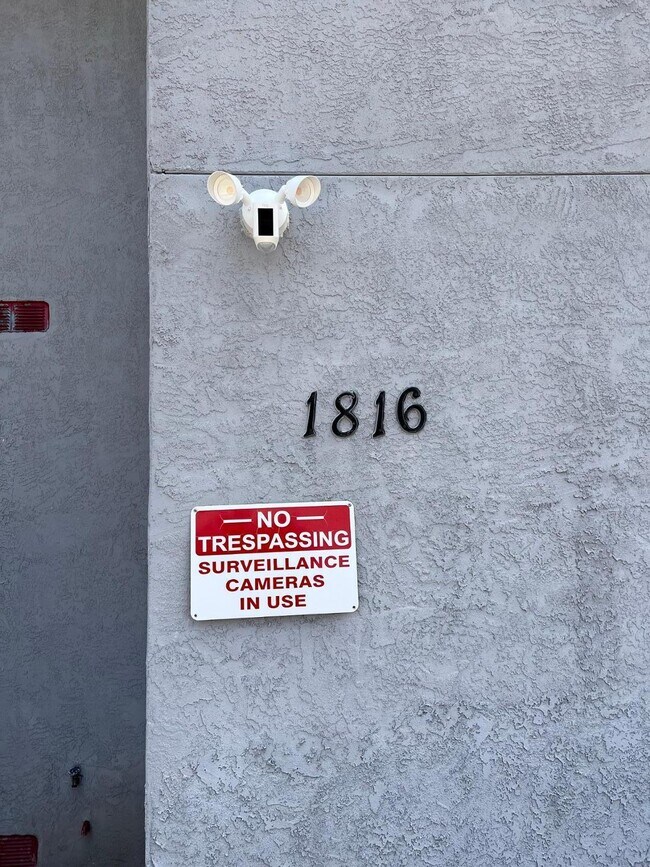 1816
NO
TRESPASSING
SURVEILLANCE
CAMERAS
IN USE